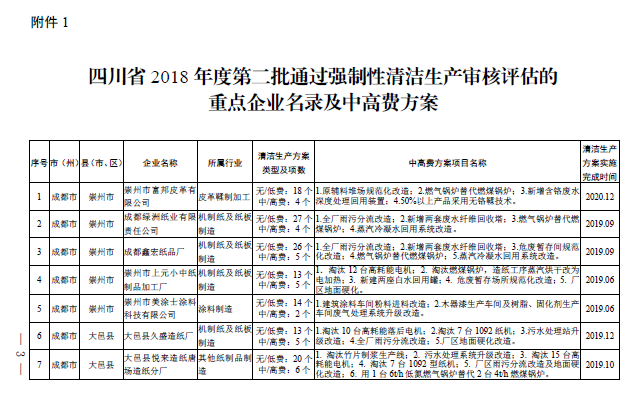 附件 1
四川省 2018 年度第二批通过强制性清洁生产审核评估的
重点企业名录及中高费方案
序号 市（州） 县（市、区） 企业名称 所属行业 清洁生产方案类型及项数 中高费方案项目名称 清洁生产方案实施完成时间
1 成都市 崇州市 崇州市富邦皮革有限公司 皮革鞣制加工 无/低费：18 个 中/高费：4 个 1.原辅料堆场规范化改造；2.燃气锅炉替代燃煤锅炉；3.新增含铬废水深度处理回用装置；4.50%以上产品采用无铬鞣技术。 2020.12
2 成都市 崇州市 成都绿洲纸业有限责任公司 机制纸及纸板制造 无/低费：27 个 中/高费：4 个 1.全厂雨污分流改造；2.新增两套废水纤维回收塔；3.燃气锅炉替代燃煤锅炉；4.蒸汽冷凝水回用系统改造。 2019.09
3 成都市 崇州市 成都鑫宏纸品厂 机制纸及纸板制造 无/低费：26 个 中/高费：5 个 1.全厂雨污分流改造；2.新增两套废水纤维回收塔；3.危废暂存间规范化改造；4.燃气锅炉替代燃煤锅炉；5.蒸汽冷凝水回用系统改造。 2019.09
4 成都市 崇州市 崇州市上元小中纸制品加工厂 机制纸及纸板制造 无/低费：13 个 中/高费：5 个 1. 淘汰 12 台高耗能电机；2. 淘汰燃煤锅炉，造纸工序蒸汽烘干改为电加热；3. 新建两座白水回用罐；4. 危废暂存场所规范化改造；5. 厂区地面硬化。 2019.06
5 成都市 崇州市 崇州市美涂士涂料科技有限公司 涂料制造 无/低费：14 个 中/高费：2 个 1.建筑涂料车间粉料进料改造；2.木器漆生产车间及树脂、固化剂生产车间废气处理系统升级改造。 2019.06
6 成都市 大邑县 大邑县久盛造纸厂 机制纸及纸板制造 无/低费：13 个 中/高费：5 个 1.淘汰 10 台高耗能落后电机；2.淘汰 7 台 1092 纸机；3.污水处理站升级改造；4.全厂雨污分流改造；5.厂区地面硬化改造。 2019.12
7 成都市 大邑县 大邑县悦来造纸唐场造纸分厂 其他纸制品制造 无/低费：20 个 中/高费：6 个 1. 淘汰竹片制浆生产线；2. 污水处理系统升级改造；3. 淘汰 15 台高耗能电机；4. 淘汰 7 台 1092 型纸机；5. 厂区雨污分流改造及地面硬化改造；6. 用 1 台 6t/h 低氮燃气锅炉替代 2 台 4t/h 燃煤锅炉。 2019.10
— 3 —